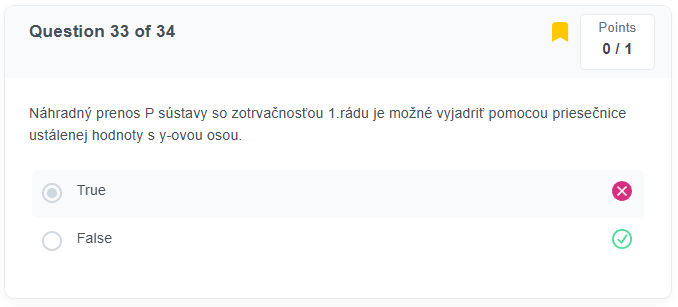 Question 33 of 34
Points
0 / 1
Náhradný prenos P sústavy so zotrvačnosťou 1.rádu je možné vyjadriť pomocou priesečnice
ustálenej hodnoty s y-ovou osou.
True
False